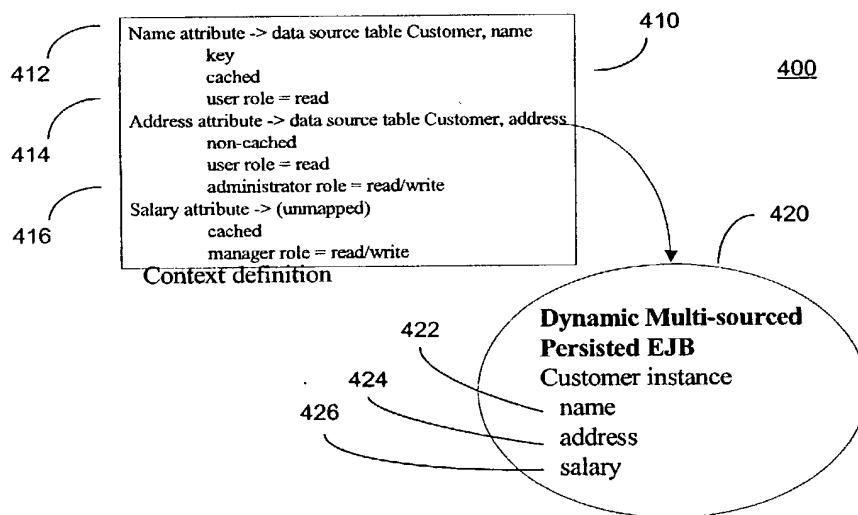 Name attribute -> data source table Customer, name
key
cached
user role = read
Address attribute -> data source table Customer, address
non-cached
user role = read
administrator role = read/write
Salary attribute -> (unmapped)
cached
manager role = read/write
Context definition
410
400
412
414
416
420
422
424
426
Dynamic Multi-sourced
Persisted EJB
Customer instance
name
address
salary